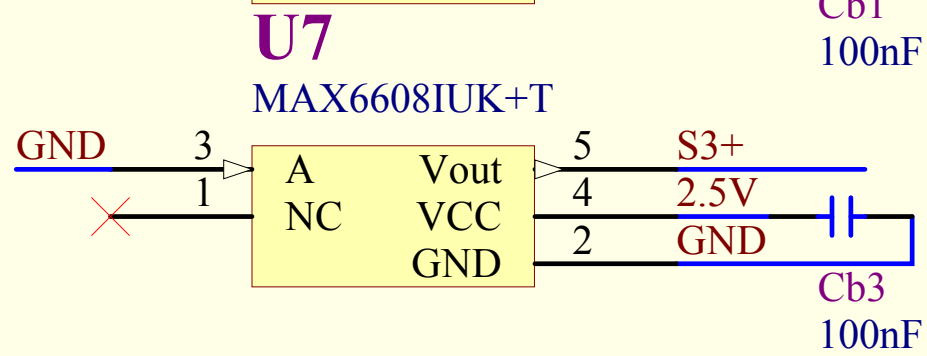 Cb1
U7
100nF
MAX6608IUK+T
GND 3 A Vout 5 S3+
1 NC VCC 4 2.5V
GND 2 GND
Cb3
100nF